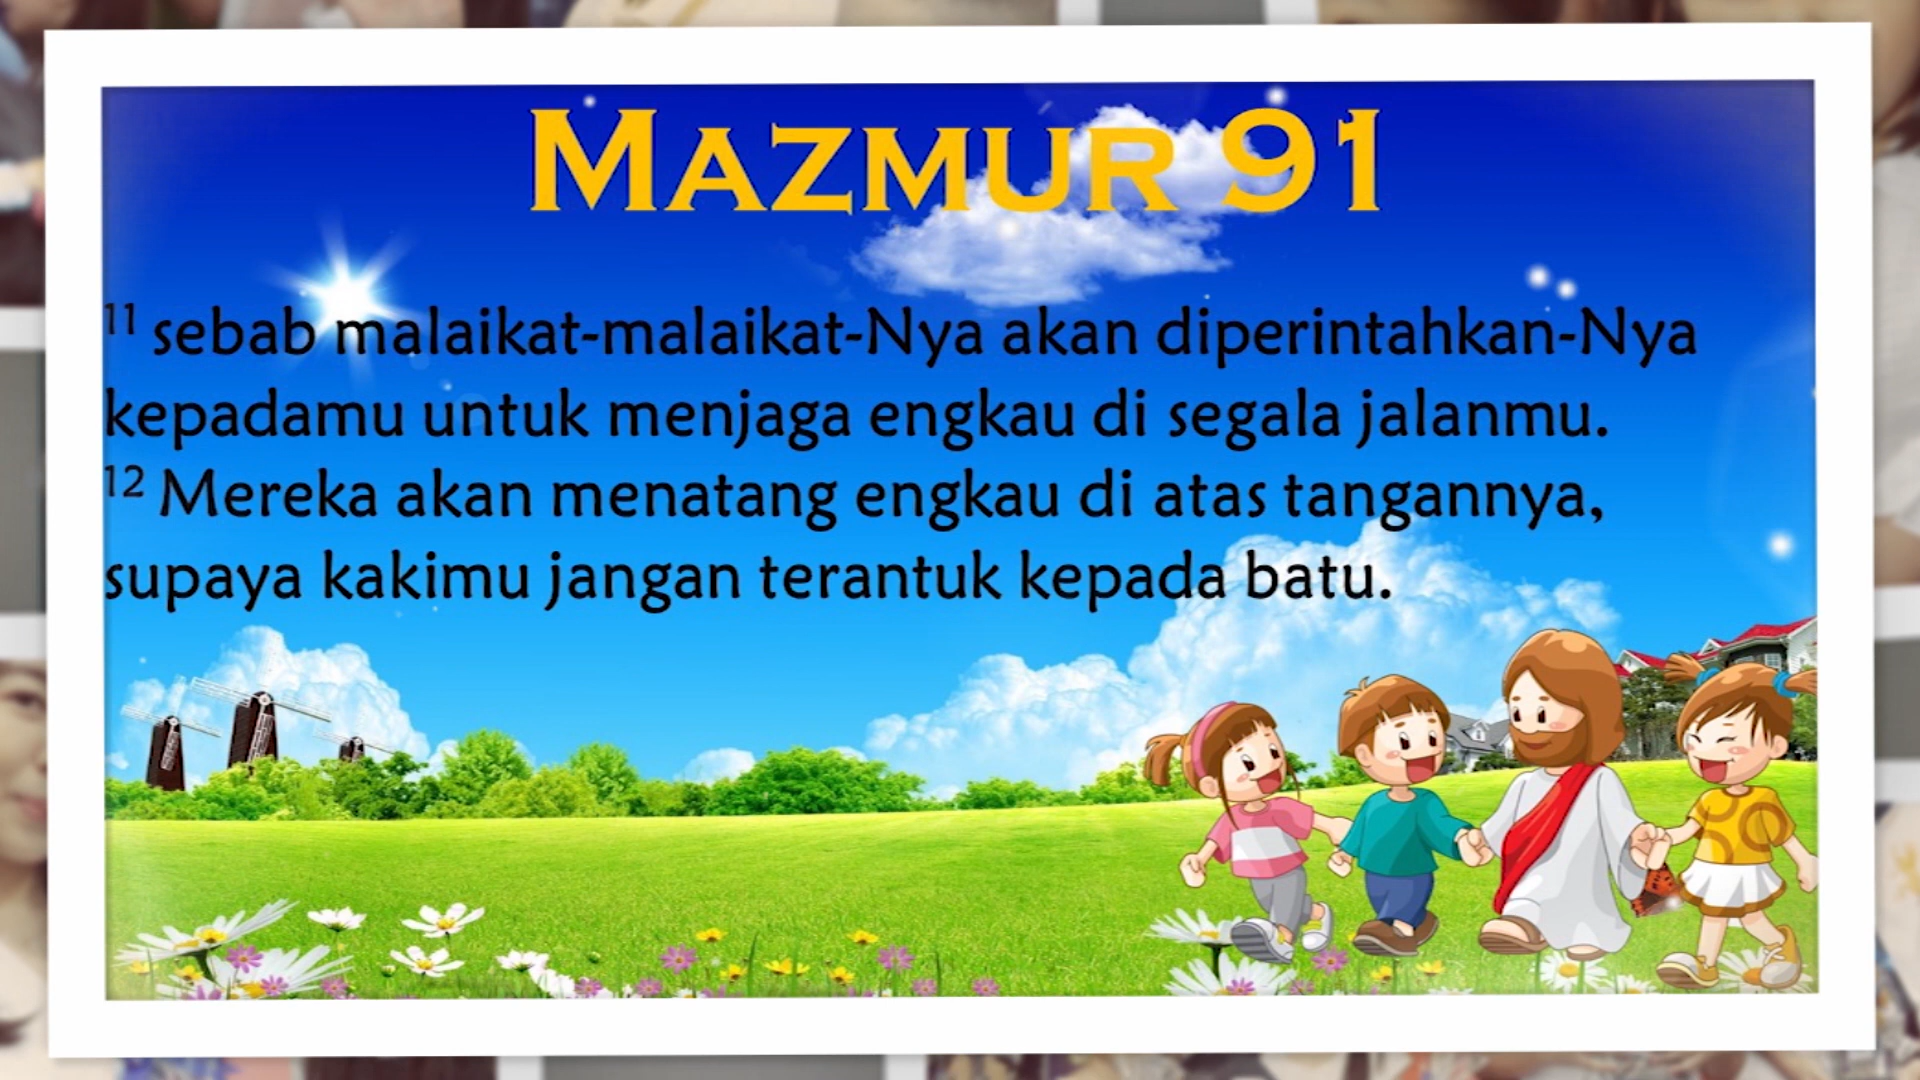 MAZMUR 91
11 sebab malaikat-malaikat-Nya akan diperintahkan-Nya
kepadamu untuk menjaga engkau di segala jalanmu.
12 Mereka akan menatang engkau di atas tangannya,
supaya kakimu jangan terantuk kepada batu.